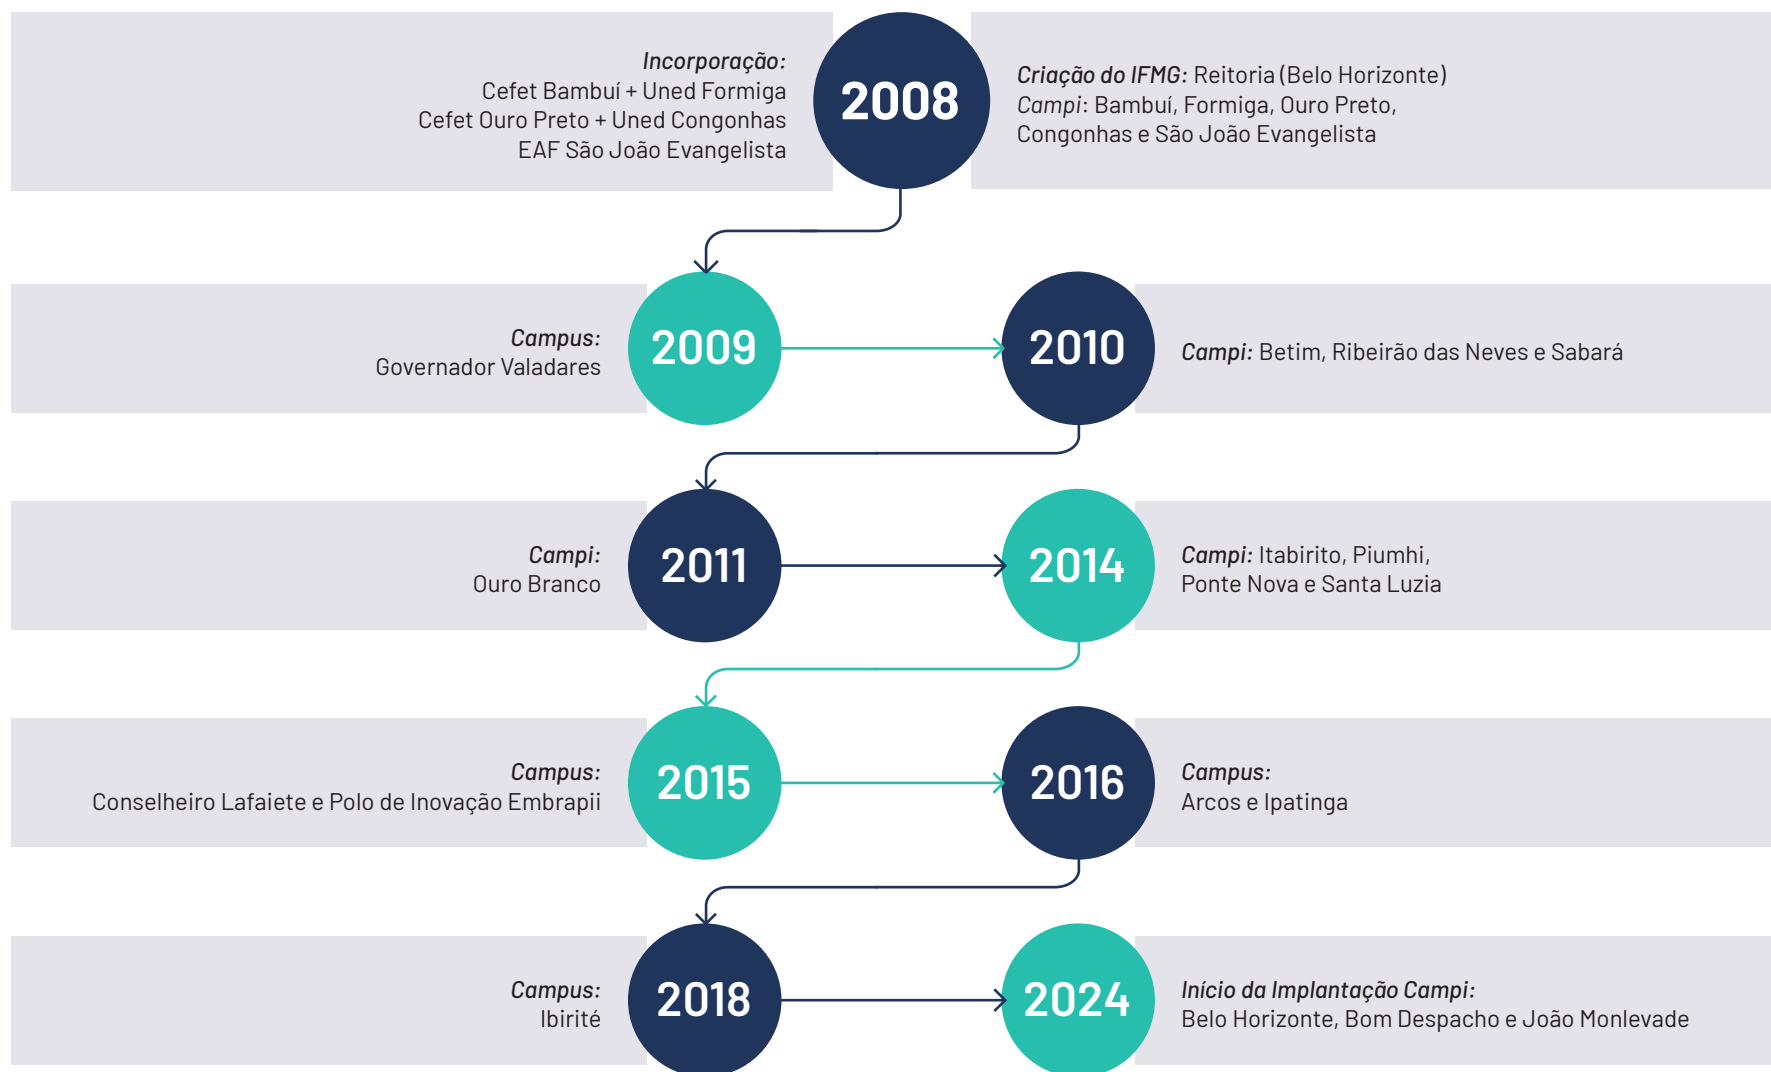 Incorporação:
Cefet Bambuí + Uned Formiga
Cefet Ouro Preto + Uned Congonhas
EAF São João Evangelista
2008
Criação do IFMG: Reitoria (Belo Horizonte)
Campi: Bambuí, Formiga, Ouro Preto,
Congonhas e São João Evangelista
Campus:
Governador Valadares
2009
2010
Campi: Betim, Ribeirão das Neves e Sabará
Campi:
Ouro Branco
2011
2014
Campi: Itabirito, Piumhi,
Ponte Nova e Santa Luzia
Campus:
Conselheiro Lafaiete e Polo de Inovação Embrapii
2015
2016
Campus:
Arcos e Ipatinga
Campus:
Ibirité
2018
2024
Início da Implantação Campi:
Belo Horizonte, Bom Despacho e João Monlevade